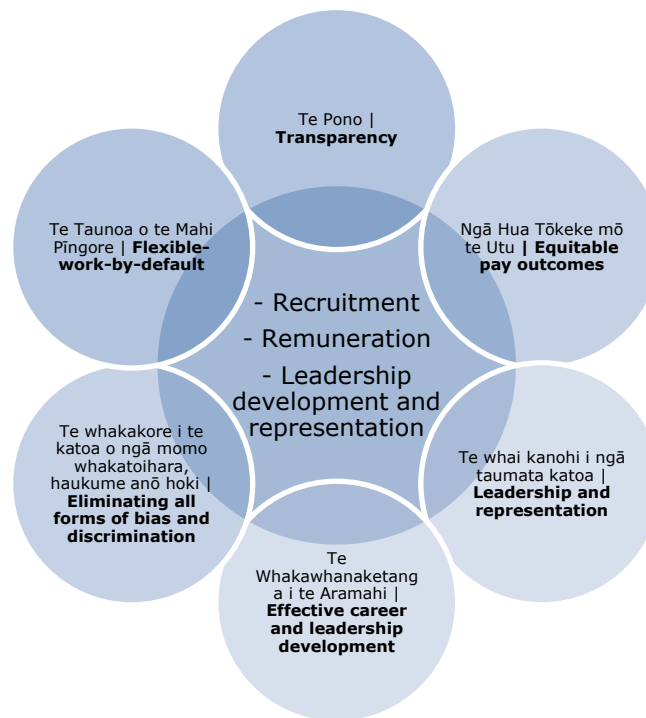 Te Pono |
Transparency
Ngā Hua Tōkeke mō
te Utu | Equitable
pay outcomes
Te whai kanohi i ngā
taumata katoa |
Leadership and
representation
Te
Whakawhanaketang
a i te Aramahi |
Effective career
and leadership
development
Te whakakore i te
katoa o ngā momo
whakatoihara,
haukume anō hoki |
Eliminating all
forms of bias and
discrimination
Te Taunoa o te Mahi
Pīngore | Flexible-
work-by-default
- Recruitment
- Remuneration
- Leadership
development and
representation